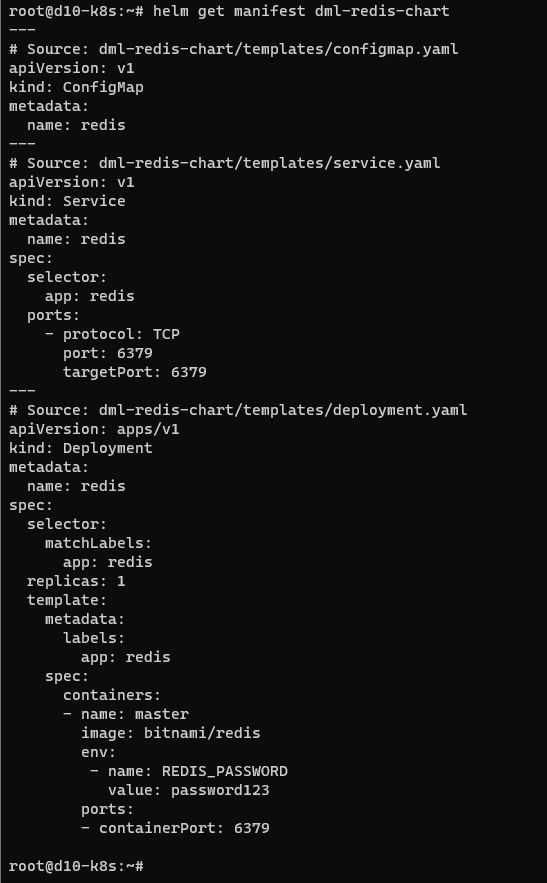 root@d10-k8s:~# helm get manifest dml-redis-chart
---
# Source: dml-redis-chart/templates/configmap.yaml
apiVersion: v1
kind: ConfigMap
metadata:
  name: redis
---
# Source: dml-redis-chart/templates/service.yaml
apiVersion: v1
kind: Service
metadata:
  name: redis
spec:
  selector:
    app: redis
  ports:
    - protocol: TCP
      port: 6379
      targetPort: 6379
---
# Source: dml-redis-chart/templates/deployment.yaml
apiVersion: apps/v1
kind: Deployment
metadata:
  name: redis
spec:
  selector:
    matchLabels:
      app: redis
  replicas: 1
  template:
    metadata:
      labels:
        app: redis
    spec:
      containers:
      - name: master
        image: bitnami/redis
        env:
         - name: REDIS_PASSWORD
           value: password123
        ports:
        - containerPort: 6379

root@d10-k8s:~#